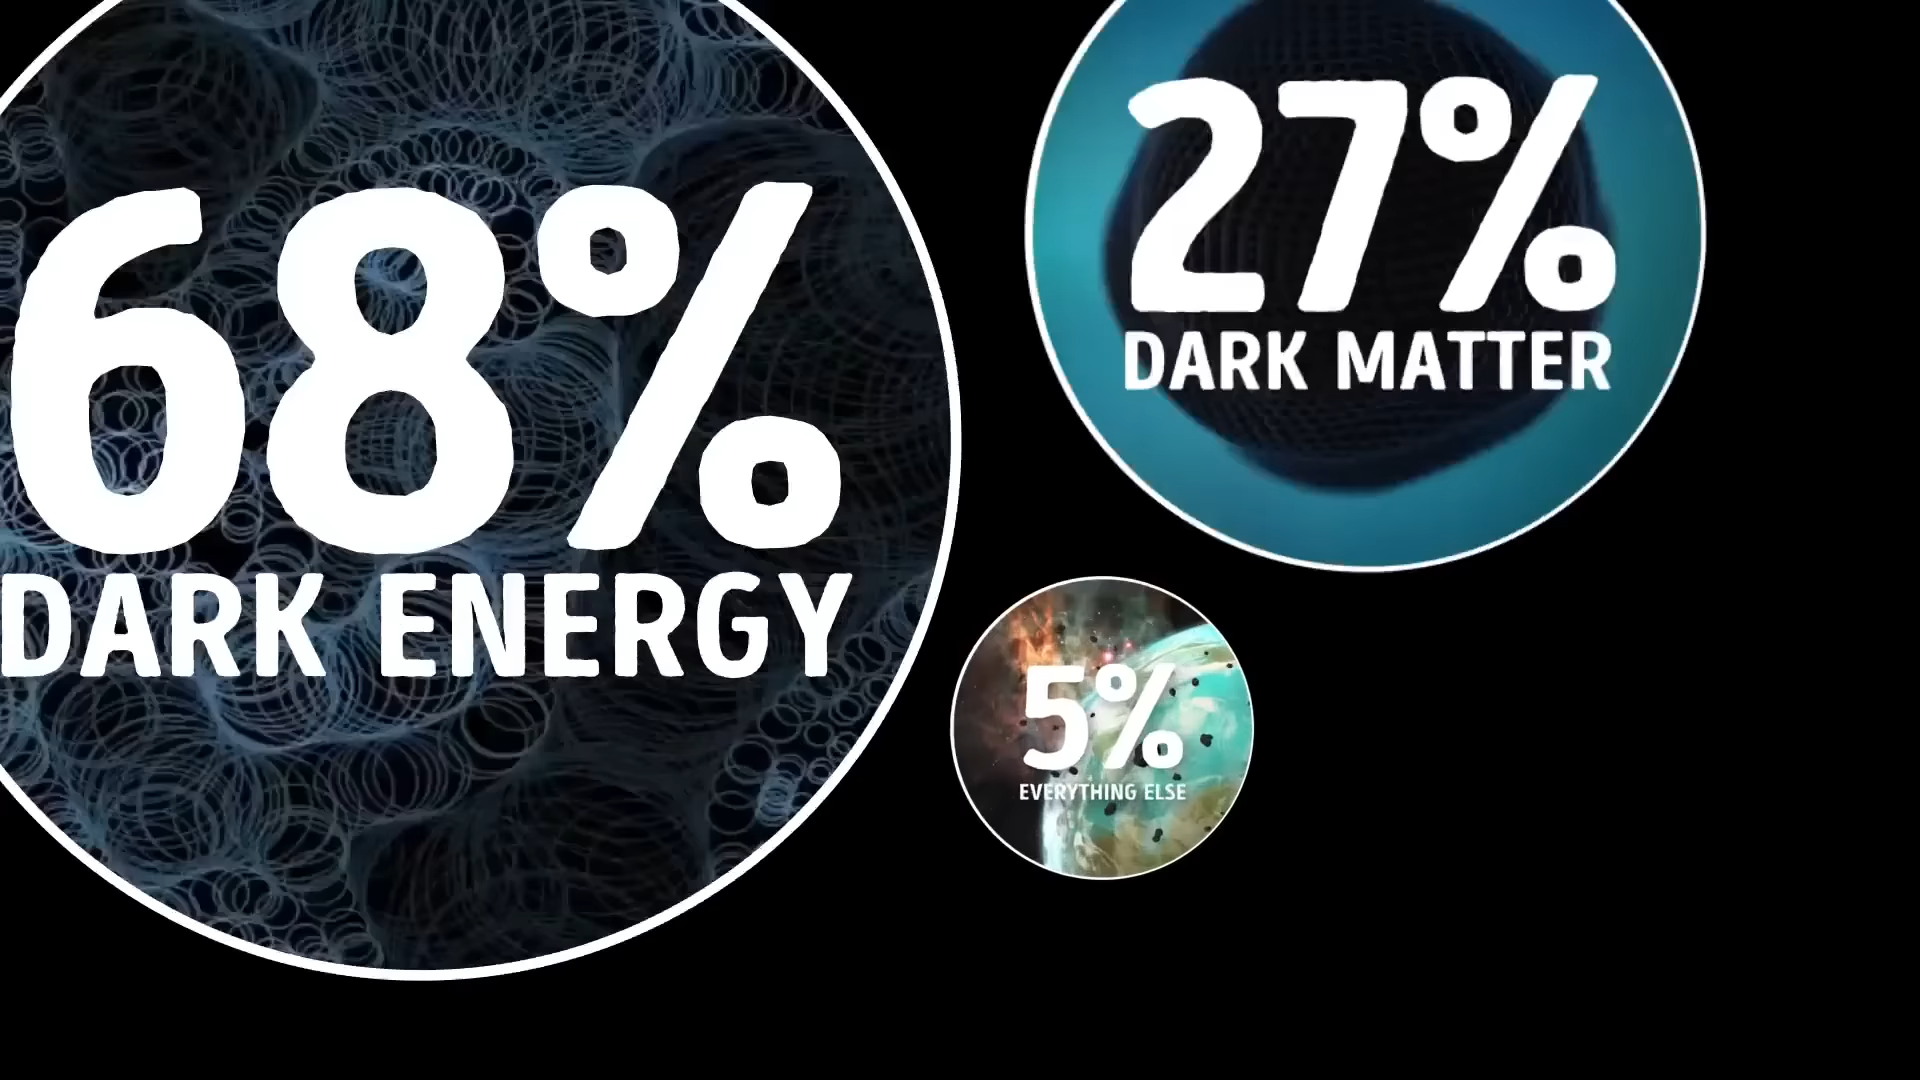 68%
DARK ENERGY
27%
DARK MATTER
5%
EVERYTHING ELSE